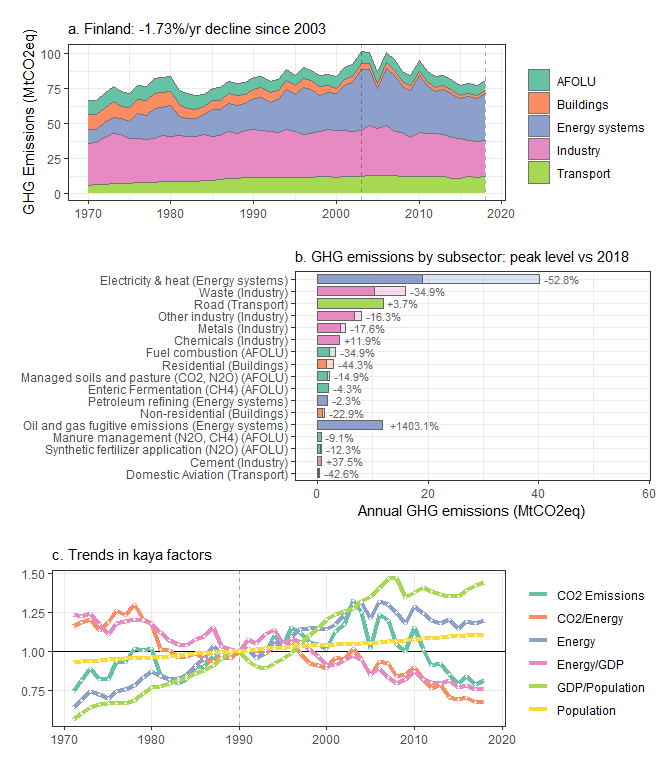 a. Finland: -1.73%/yr decline since 2003
GHG Emissions (MtCO2eq)
100
75
50
25
0
1970 1980 1990 2000 2010 2020
AFOLU
Buildings
Energy systems
Industry
Transport
b. GHG emissions by subsector: peak level vs 2018
Electricity & heat (Energy systems) -52.8%
Waste (Industry) -34.9%
Road (Transport) +3.7%
Other industry (Industry) -16.3%
Metals (Industry) -17.6%
Chemicals (Industry) +11.9%
Fuel combustion (AFOLU) -34.9%
Residential (Buildings) -44.3%
Managed soils and pasture (CO2, N2O) (AFOLU) -14.9%
Enteric Fermentation (CH4) (AFOLU) -4.3%
Petroleum refining (Energy systems) -2.3%
Non-residential (Buildings) -22.9%
Oil and gas fugitive emissions (Energy systems) +1403.1%
Manure management (N2O, CH4) (AFOLU) -9.1%
Synthetic fertilizer application (N2O) (AFOLU) -12.3%
Cement (Industry) +37.5%
Domestic Aviation (Transport) -42.6%
0 20 40 60
Annual GHG emissions (MtCO2eq)
c. Trends in kaya factors
1.50
1.25
1.00
0.75
1970 1980 1990 2000 2010 2020
CO2 Emissions
CO2/Energy
Energy
Energy/GDP
GDP/Population
Population